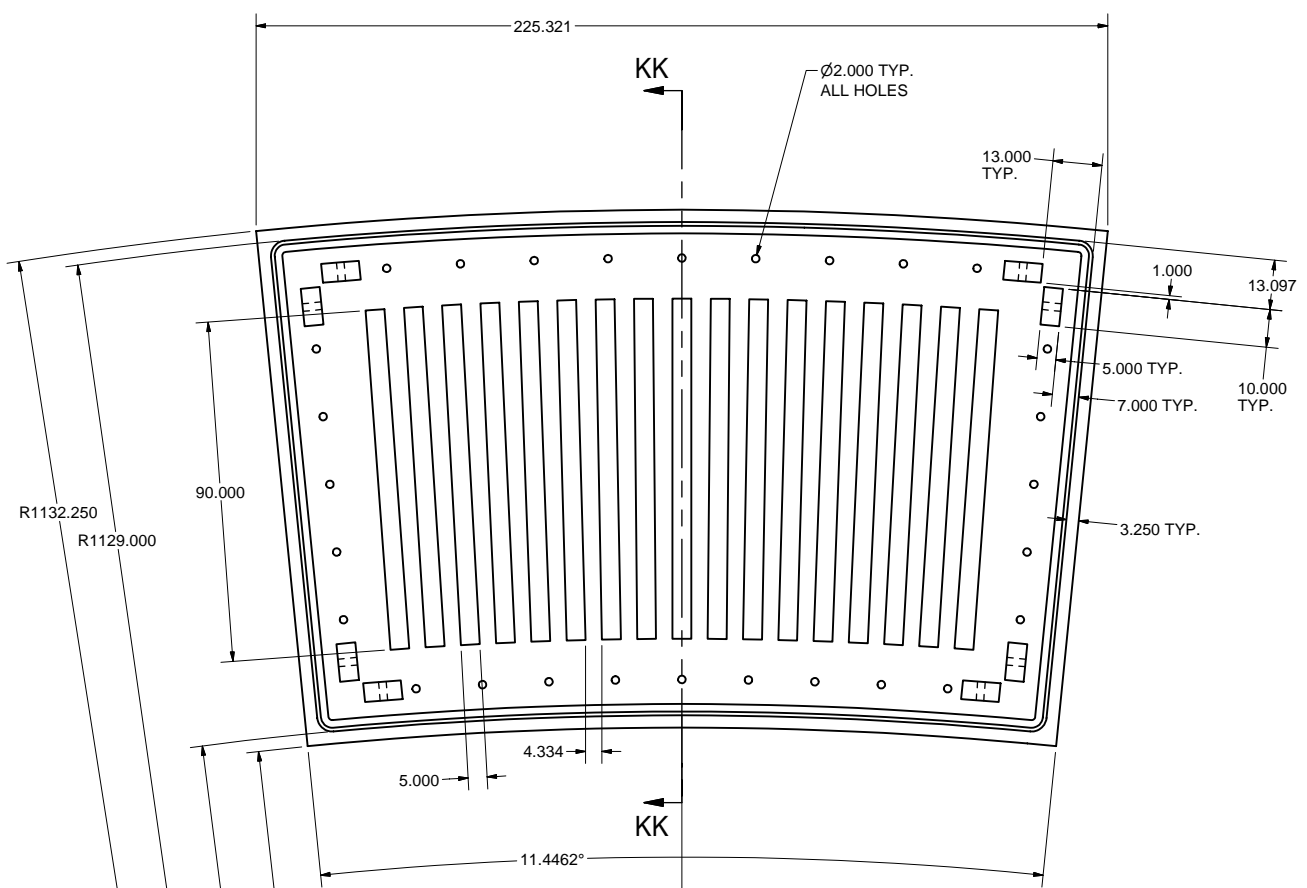 225.321
KK
Ø2.000 TYP.
ALL HOLES
13.000
TYP.
1.000
13.097
5.000 TYP.
10.000
TYP.
7.000 TYP.
90.000
R1132.250
R1129.000
3.250 TYP.
4.334
5.000
KK
11.4462°